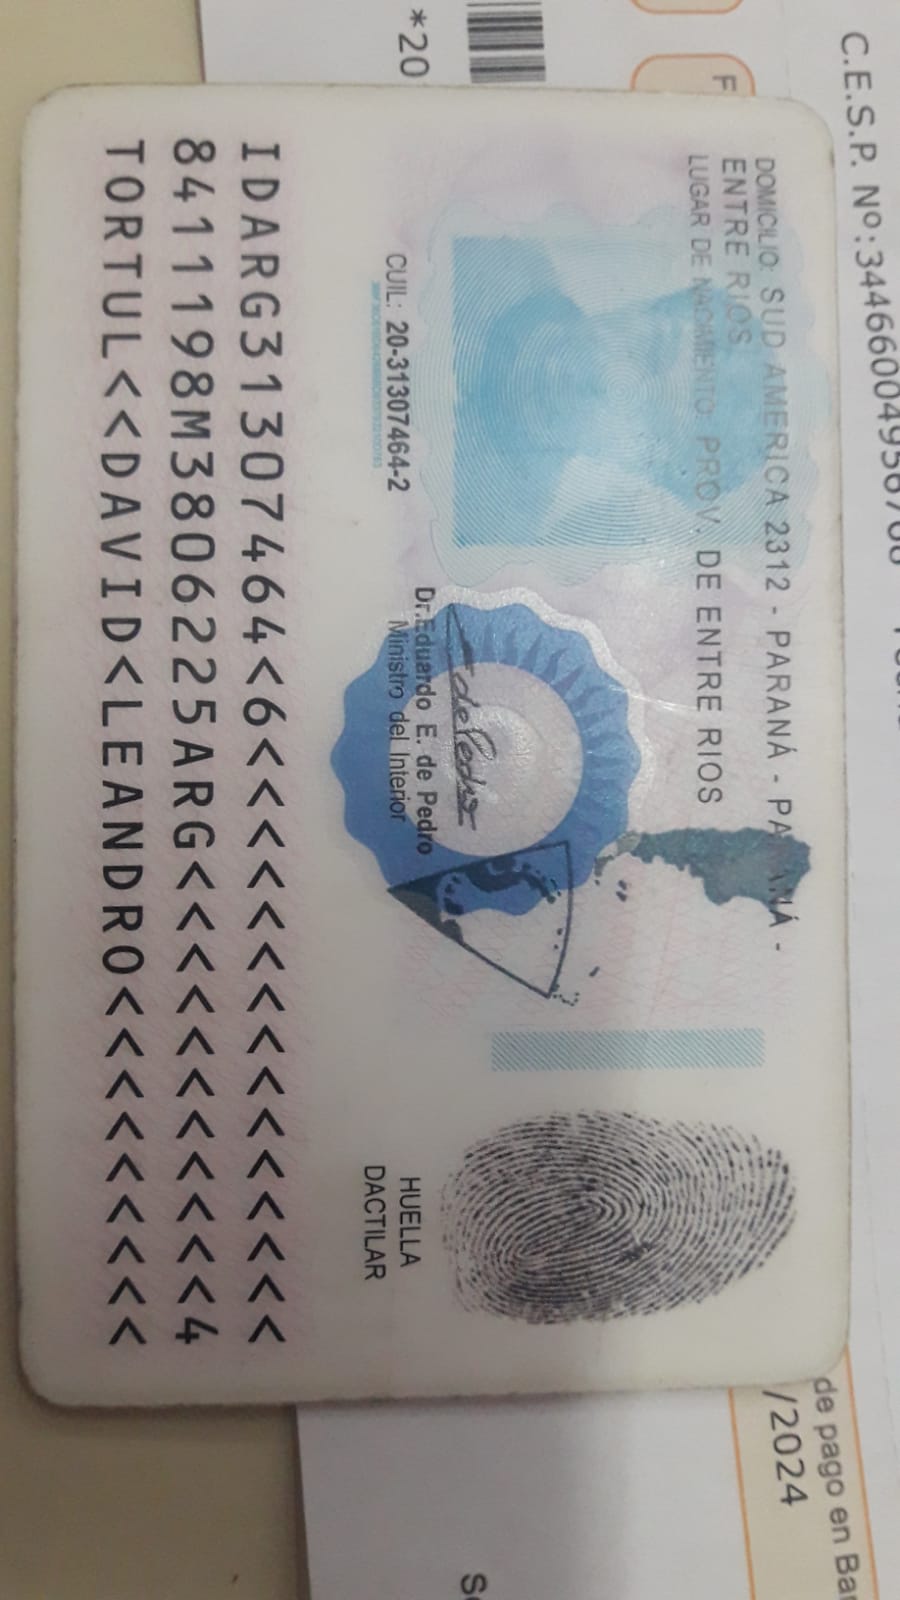 C.E.S.P. Nº:344660049567
DOMICILIO: SUD AMERICA 2312 - PARANÁ - PARANÁ -
ENTRE RIOS
LUGAR DE NACIMIENTO: PROV. DE ENTRE RIOS
CUIL: 20-31307464-2
Dr.Eduardo E. de Pedro
Ministro del Interior
HUELLA
DACTILAR
IDARG31307464<6<<<<<<<<<<<<<<<
8411198M3806225ARG<<<<<<<<<<<4
TORTUL<<DAVID<LEANDRO<<<<<<<<<
*20
de pago en
/2024